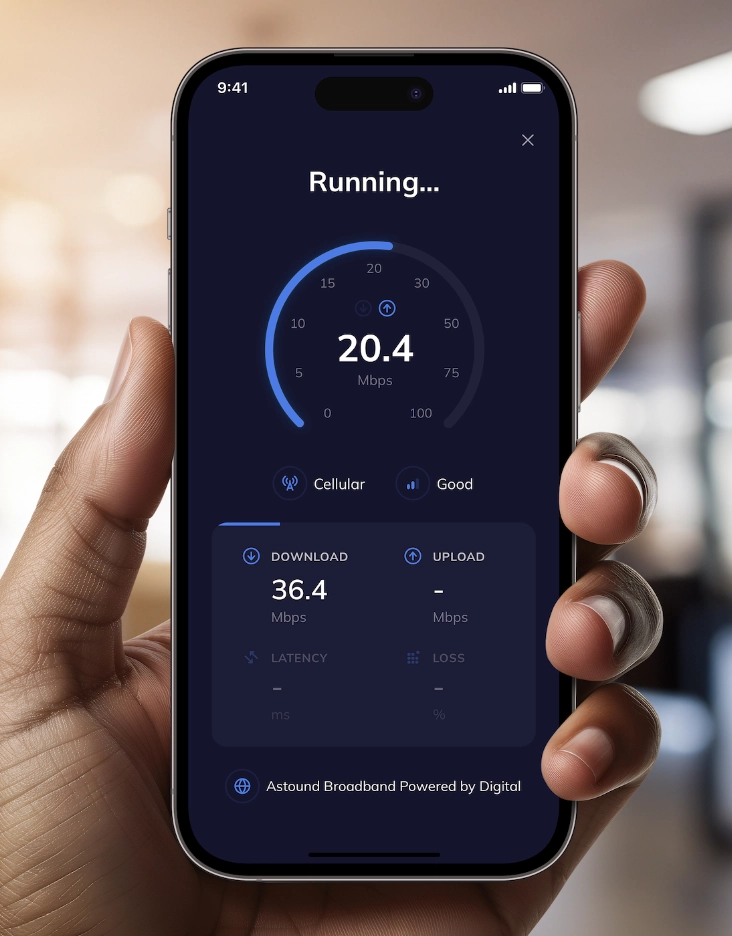 9:41
Running...
20
15
30
10
50
20.4
Mbps
5
75
0
100
Cellular
Good
DOWNLOAD
UPLOAD
36.4
-
Mbps
Mbps
LATENCY
LOSS
-
-
ms
%
Astound Broadband Powered by Digital